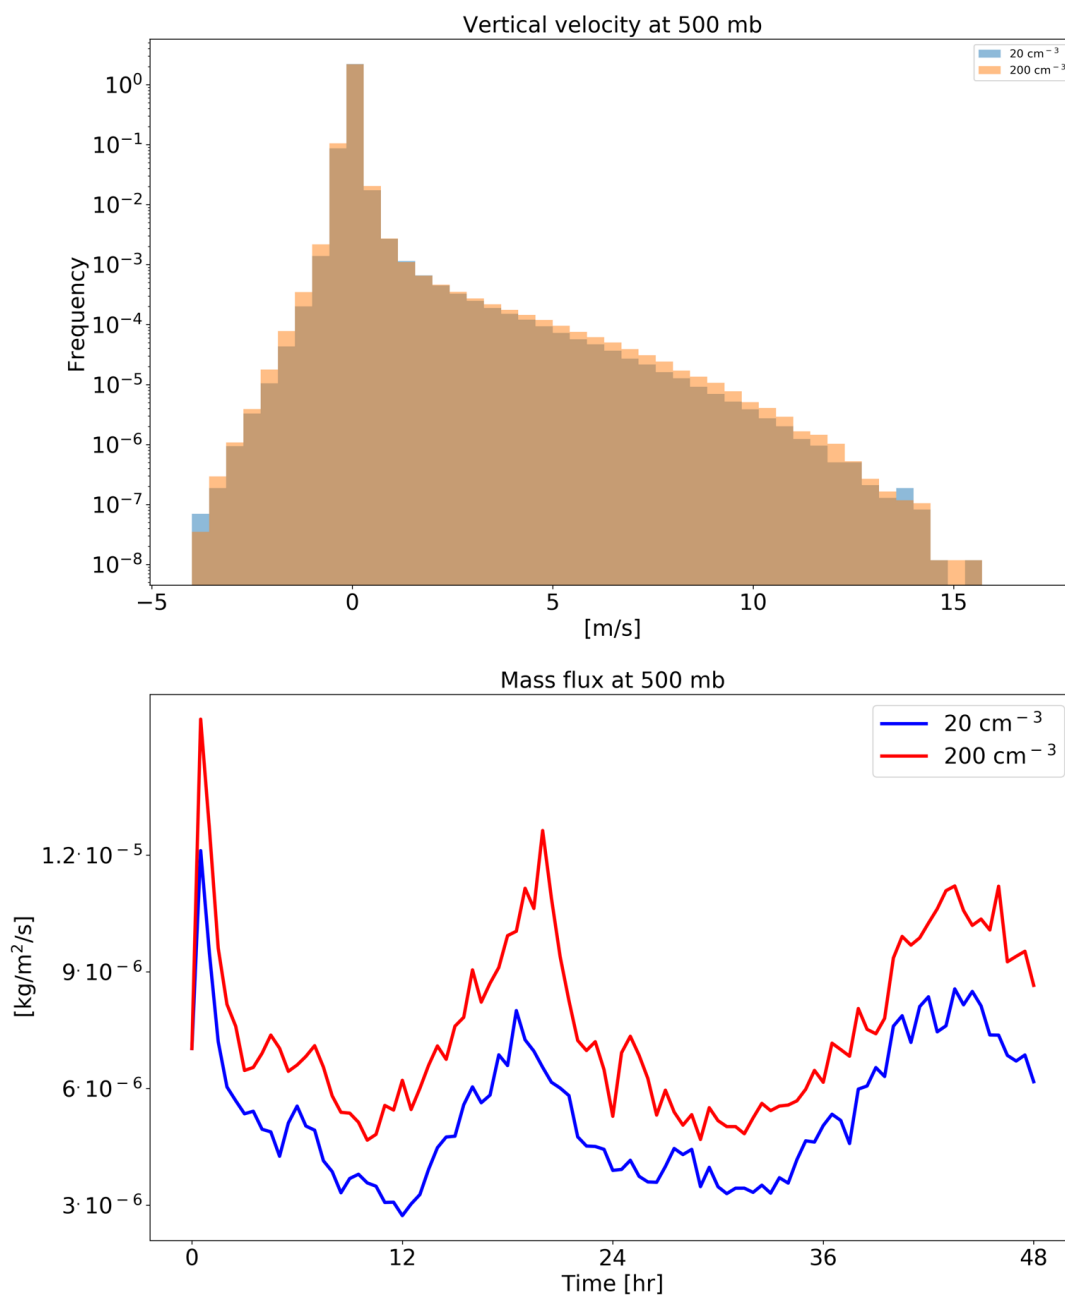 Vertical velocity at 500 mb
20 cm⁻³
200 cm⁻³
Frequency
10⁰
10⁻¹
10⁻²
10⁻³
10⁻⁴
10⁻⁵
10⁻⁶
10⁻⁷
10⁻⁸
−5 0 5 10 15
[m/s]
Mass flux at 500 mb
20 cm⁻³
200 cm⁻³
[kg/m²/s]
1.2·10⁻⁵
9·10⁻⁶
6·10⁻⁶
3·10⁻⁶
0 12 24 36 48
Time [hr]